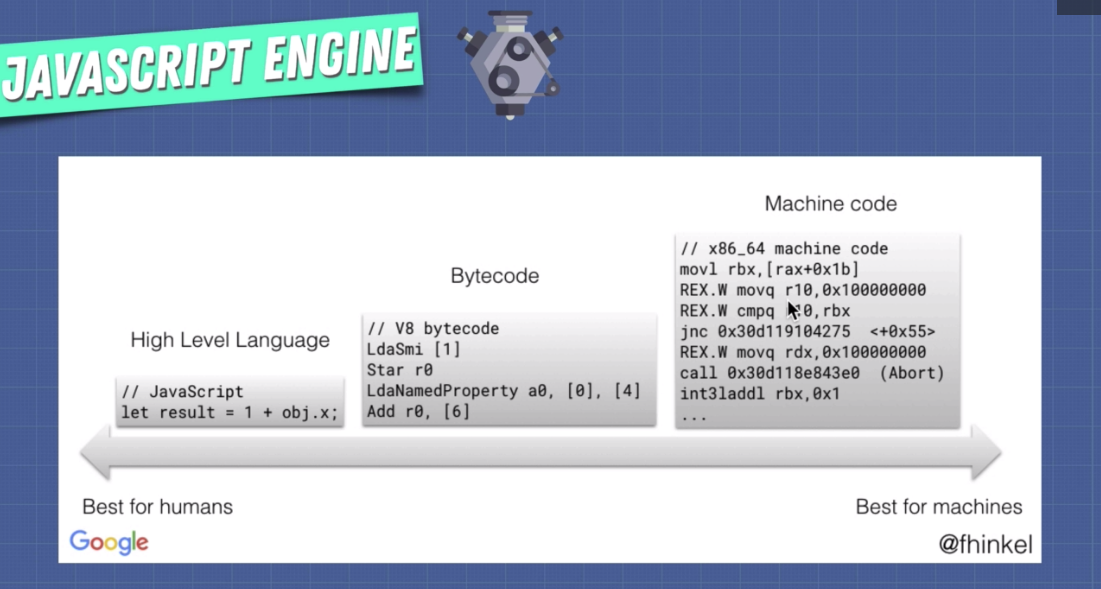 JAVASCRIPT ENGINE
Machine code
// x86_64 machine code
movl rbx,[rax+0x1b]
REX.W movq r10,0x100000000
REX.W cmpq r10,rbx
jnc 0x30d119104275 <+0x55>
REX.W movq rdx,0x100000000
call 0x30d118e843e0 (Abort)
int3laddl rbx,0x1
...
Bytecode
// V8 bytecode
LdaSmi [1]
Star r0
LdaNamedProperty a0, [0], [4]
Add r0, [6]
High Level Language
// JavaScript
let result = 1 + obj.x;
Best for humans
Best for machines
Google
@fhinkel